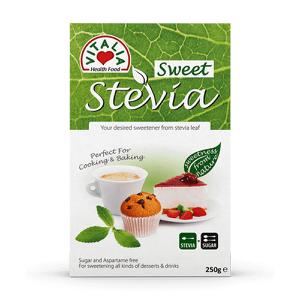 VITALIA
Health Food
Sweet
Stevia
Your desired sweetener from stevia leaf
Perfect For
Cooking & Baking
sweetness
from
nature
STEVIA = SUGAR
Sugar and Aspartame free
For sweetening all kinds of desserts & drinks
250g e